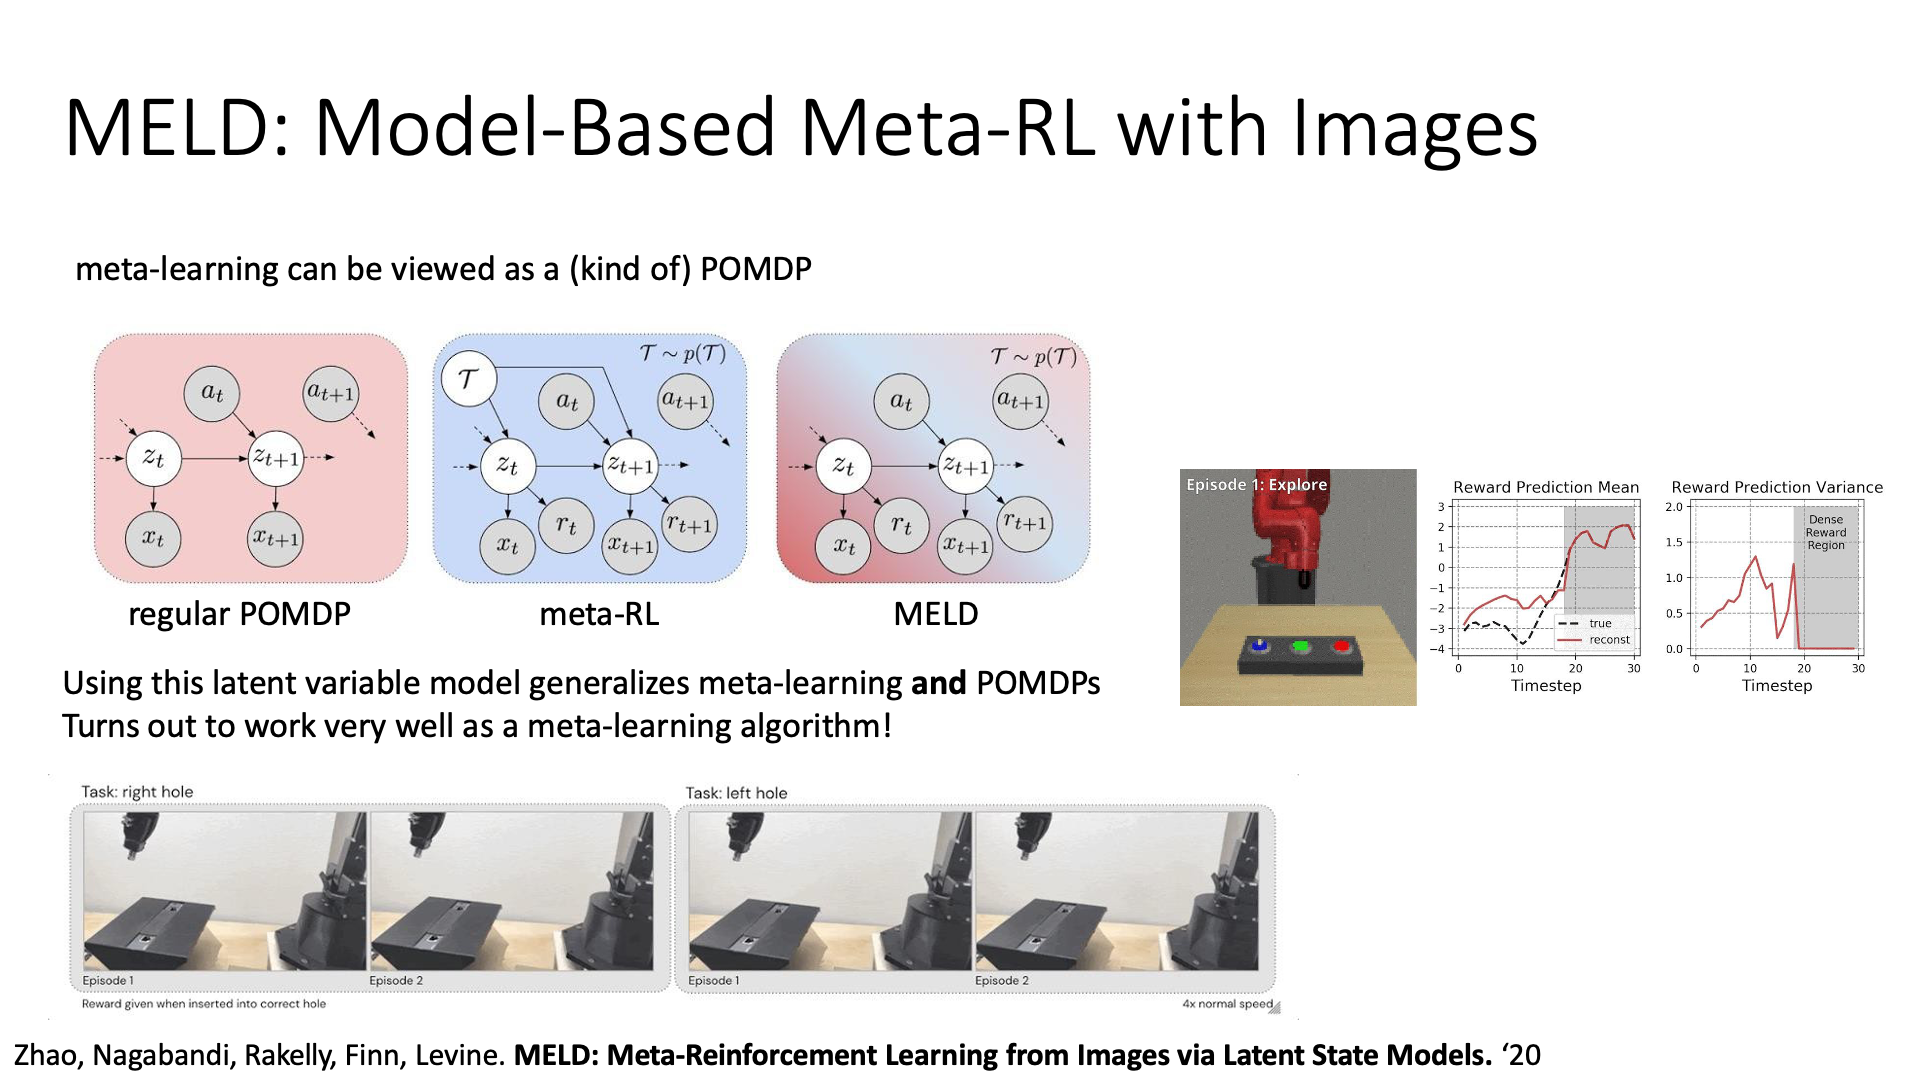 MELD: Model-Based Meta-RL with Images
meta-learning can be viewed as a (kind of) POMDP
a_t
a_{t+1}
z_t
z_{t+1}
x_t
x_{t+1}
regular POMDP
𝒯 ~ p(𝒯)
𝒯
a_t
a_{t+1}
z_t
z_{t+1}
r_t
r_{t+1}
x_t
x_{t+1}
meta-RL
𝒯 ~ p(𝒯)
a_t
a_{t+1}
z_t
z_{t+1}
r_t
r_{t+1}
x_t
x_{t+1}
MELD
Episode 1: Explore
Reward Prediction Mean
3
2
1
0
−1
−2
−3
−4
true
reconst
0 10 20 30
Timestep
Reward Prediction Variance
2.0
1.5
1.0
0.5
0.0
Dense
Reward
Region
0 10 20 30
Timestep
Using this latent variable model generalizes meta-learning and POMDPs
Turns out to work very well as a meta-learning algorithm!
Task: right hole
Episode 1
Episode 2
Reward given when inserted into correct hole
Task: left hole
Episode 1
Episode 2
4x normal speed
Zhao, Nagabandi, Rakelly, Finn, Levine. MELD: Meta-Reinforcement Learning from Images via Latent State Models. ‘20